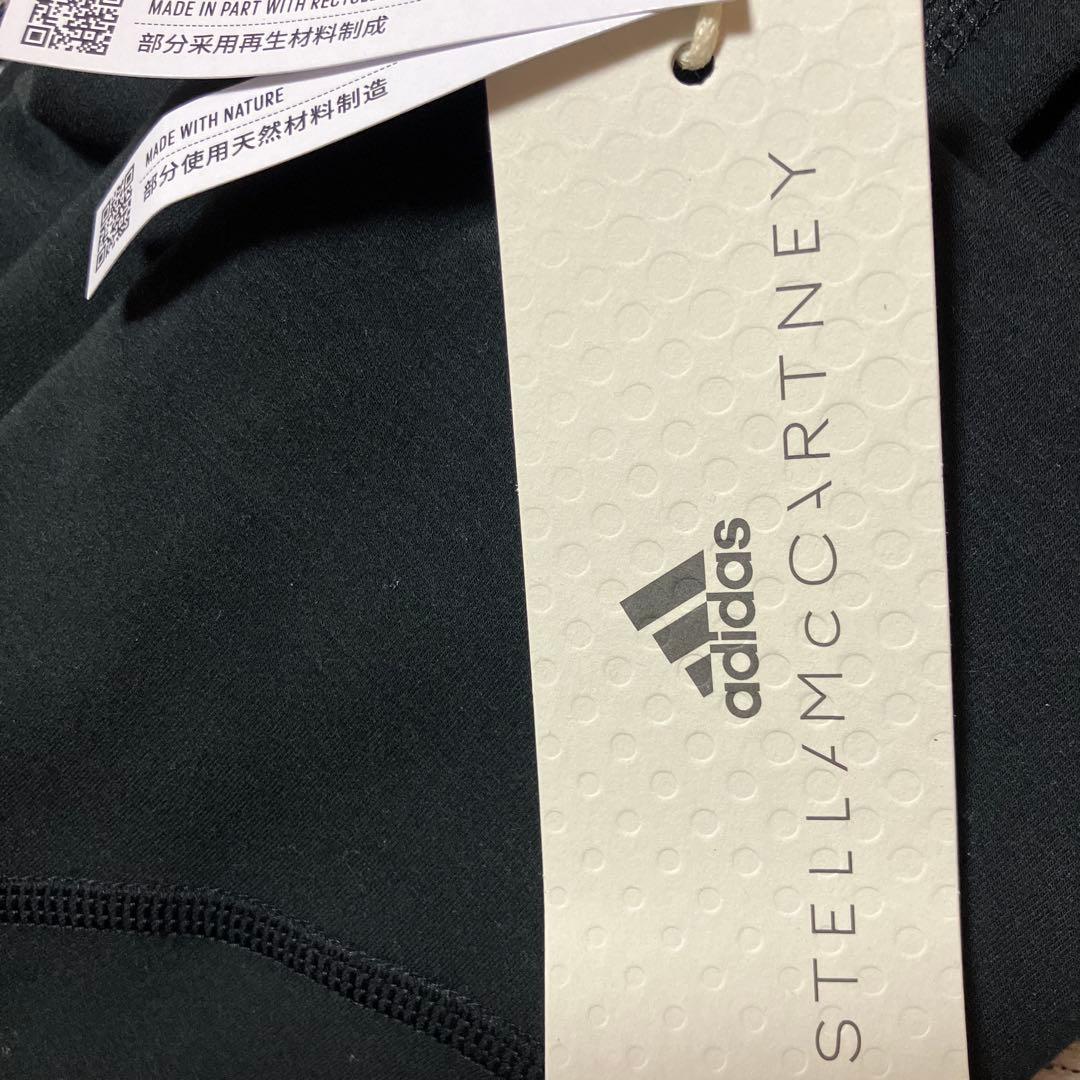 MADE IN PART WITH RECYCLED
部分采用再生材料制成
MADE WITH NATURE
部分使用天然材料制造
adidas
STELLAMcCARTNEY